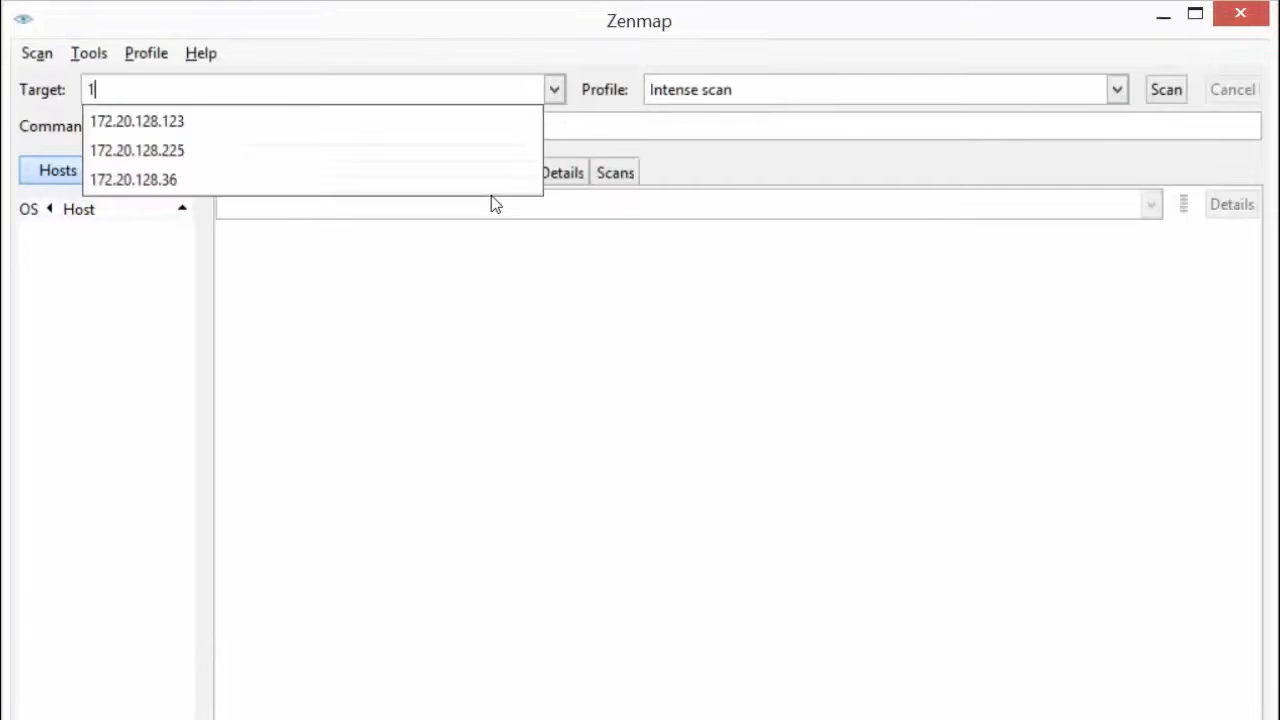 Zenmap
Scan Tools Profile Help
Target: 1 Profile: Intense scan Scan Cancel
172.20.128.123
Comman
172.20.128.225
Hosts Details Scans
172.20.128.36
OS Host Details